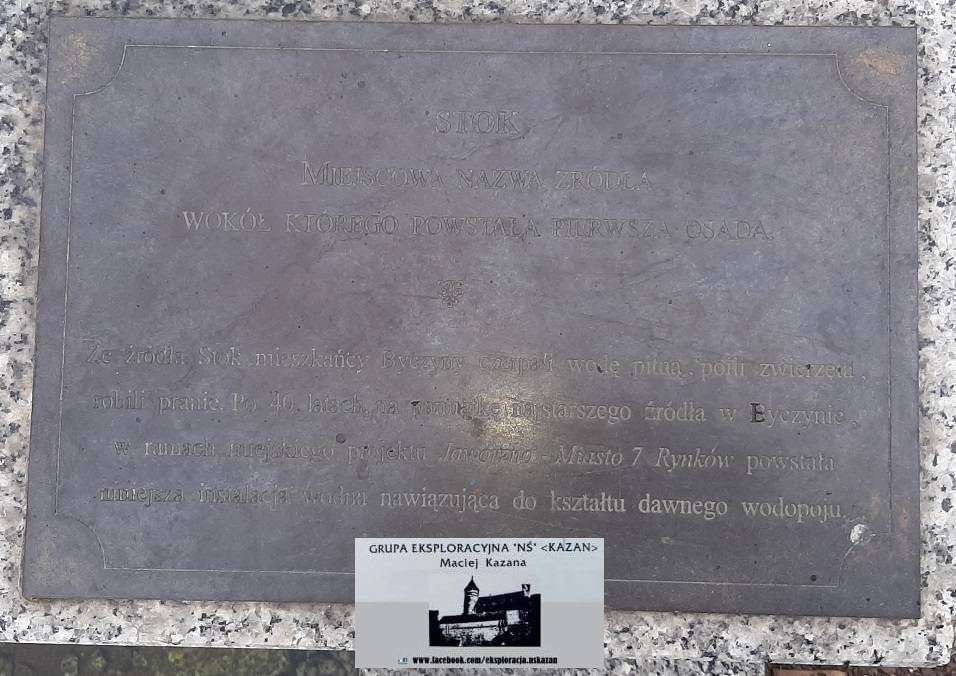 STOK
MIEJSCOWA NAZWA ŹRÓDŁA
WOKÓŁ KTÓREGO POWSTAŁA PIERWSZA OSADA
Ze źródła Stok mieszkańcy Byczyny czerpali wodę pitną, poili zwierzęta,
robili pranie. Po 40. latach, na pamiątkę najstarszego źródła w Byczynie,
w ramach miejskiego projektu Jaworzno - Miasto 7 Rynków powstała
niniejsza instalacja wodna nawiązująca do kształtu dawnego wodopoju.
GRUPA EKSPLORACYJNA "NŚ" <KAZAN>
Maciej Kazana
www.facebook.com/eksploracja.nskazan